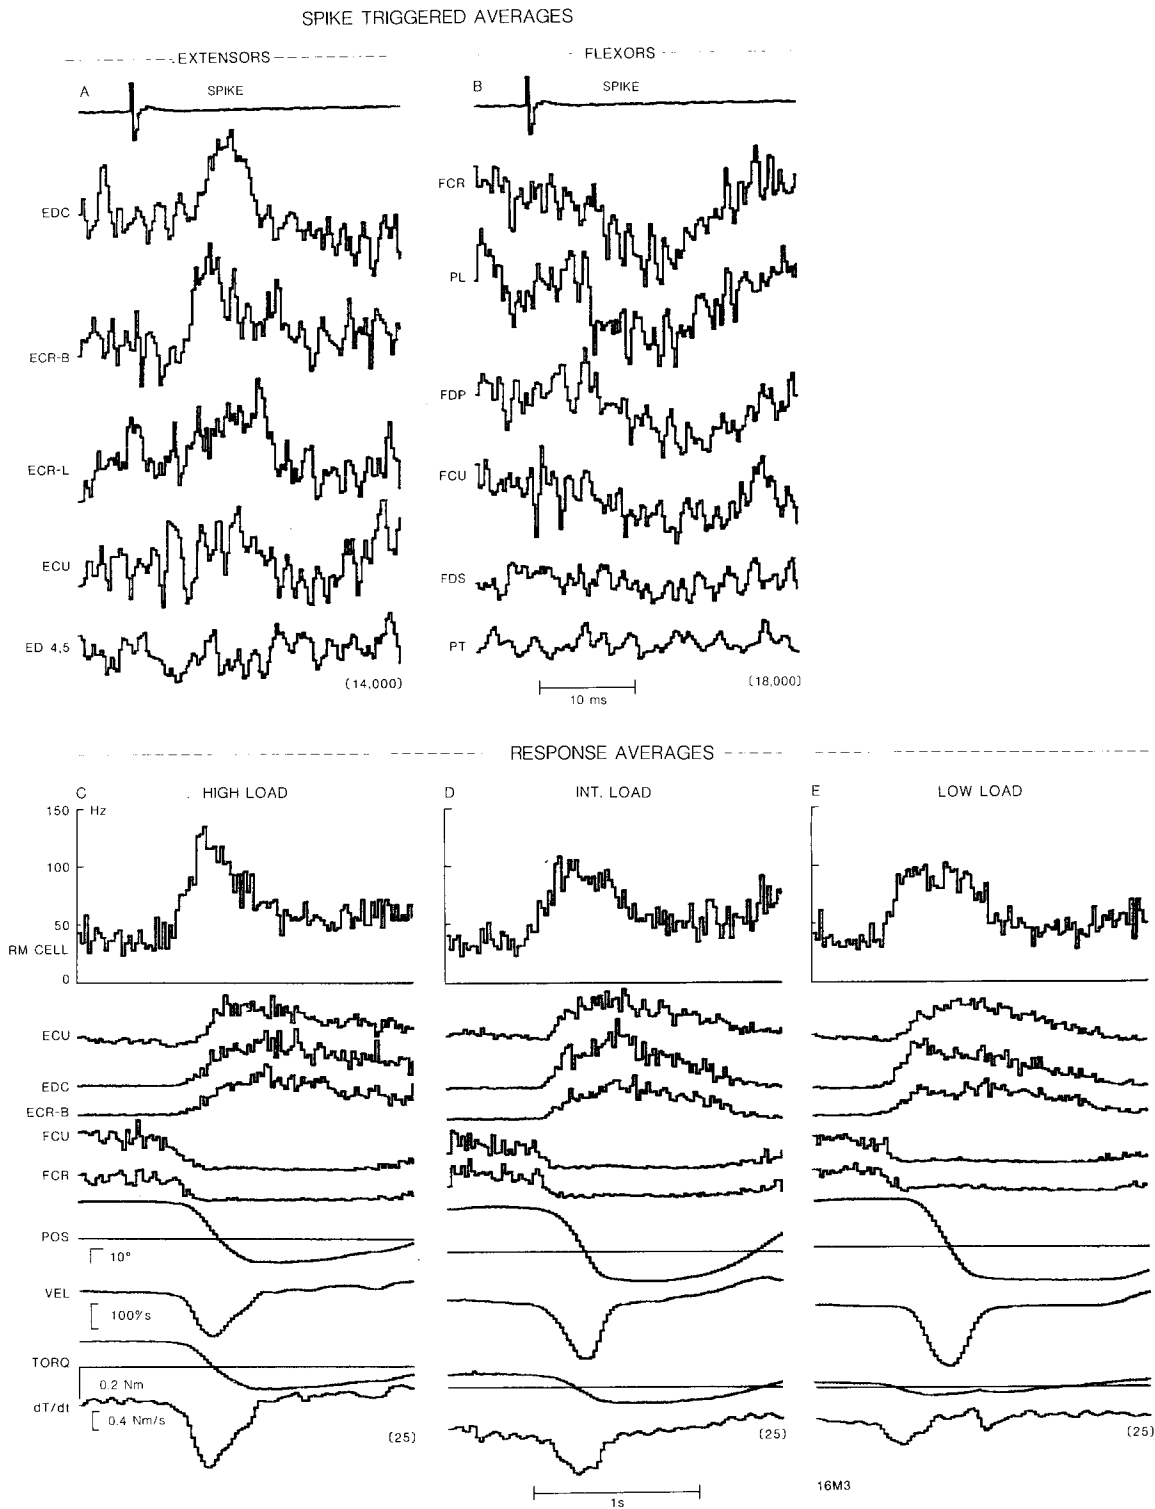 SPIKE TRIGGERED AVERAGES
EXTENSORS
FLEXORS
A
SPIKE
B
SPIKE
EDC
FCR
PL
ECR-B
FDP
ECR-L
FCU
ECU
FDS
ED 4,5
PT
(14,000)
(18,000)
10 ms
RESPONSE AVERAGES
C
HIGH LOAD
D
INT. LOAD
E
LOW LOAD
150
Hz
100
50
RM CELL
0
ECU
EDC
ECR-B
FCU
FCR
POS
10°
VEL
100°/s
TORQ
0.2 Nm
dT/dt
0.4 Nm/s
(25)
(25)
(25)
1s
16M3